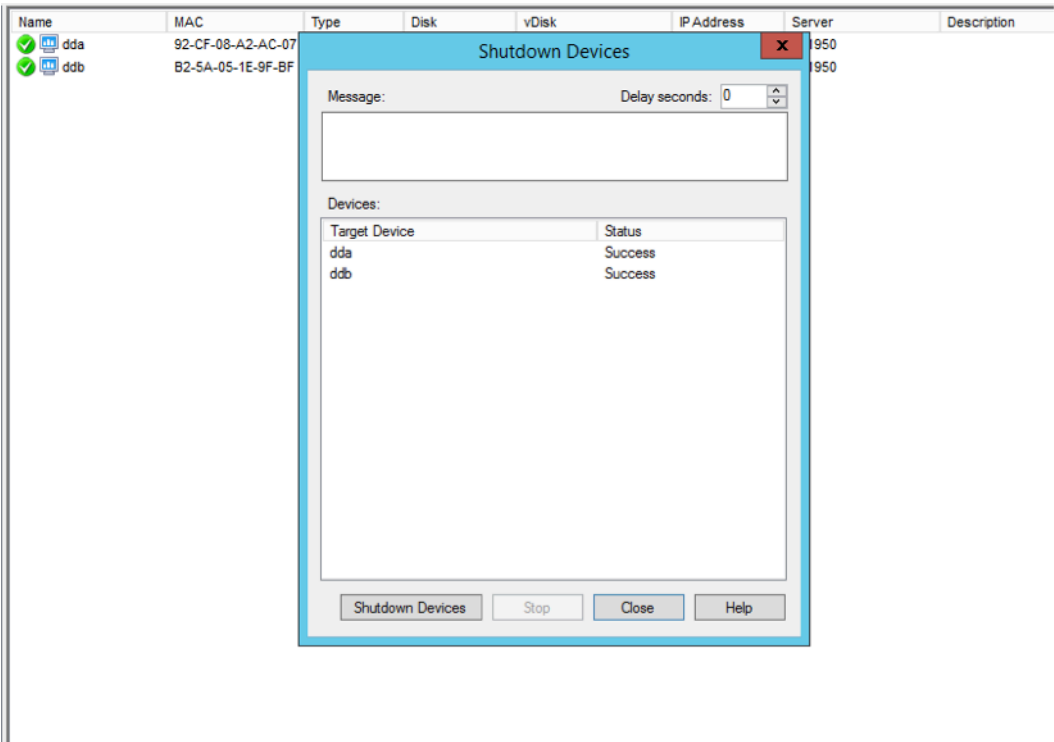 Name MAC Type Disk vDisk IP Address Server Description
dda 92-CF-08-A2-AC-07 1950
ddb B2-5A-05-1E-9F-BF 1950
Shutdown Devices X
Message: Delay seconds: 0
Devices:
Target Device Status
dda Success
ddb Success
Shutdown Devices Stop Close Help